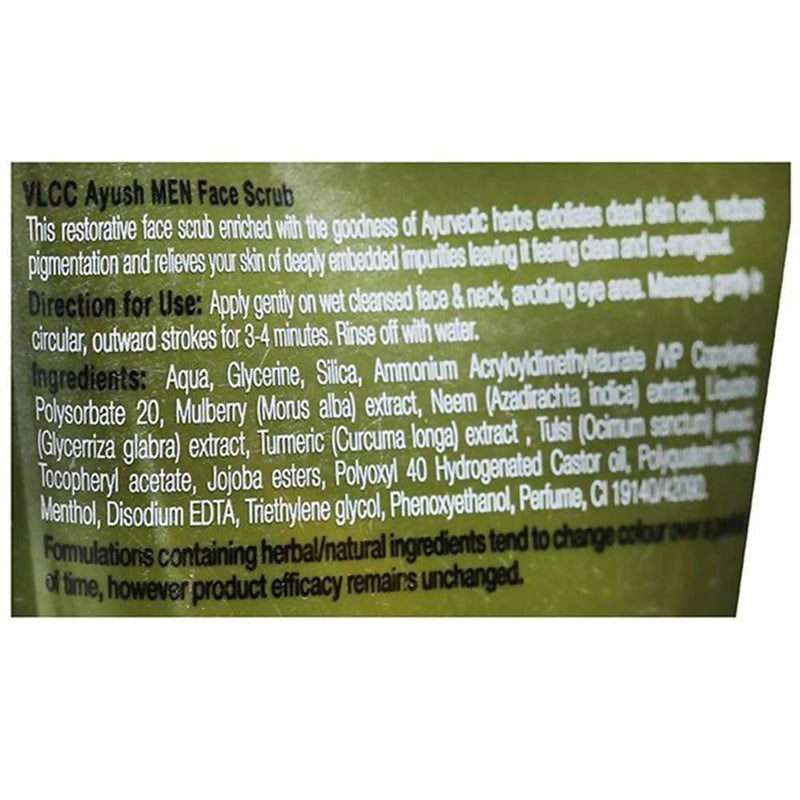 VLCC Ayush MEN Face Scrub
This restorative face scrub enriched with the goodness of Ayurvedic herbs exfoliates dead skin cells, reduces
pigmentation and relieves your skin of deeply embedded impurities leaving it feeling clean and re-energized.
Direction for Use: Apply gently on wet cleansed face & neck, avoiding eye area. Massage gently in
circular, outward strokes for 3-4 minutes. Rinse off with water.
Ingredients: Aqua, Glycerine, Silica, Ammonium Acryloyldimethyltaurate /VP Copolymer,
Polysorbate 20, Mulberry (Morus alba) extract, Neem (Azadirachta indica) extract,
(Glycerriza glabra) extract, Turmeric (Curcuma longa) extract , Tulsi (Ocimum sanctum) extract,
Tocopheryl acetate, Jojoba esters, Polyoxyl 40 Hydrogenated Castor oil,
Menthol, Disodium EDTA, Triethylene glycol, Phenoxyethanol, Perfume, CI 19140/42090.
Formulations containing herbal/natural ingredients tend to change colour over a
of time, however product efficacy remains unchanged.